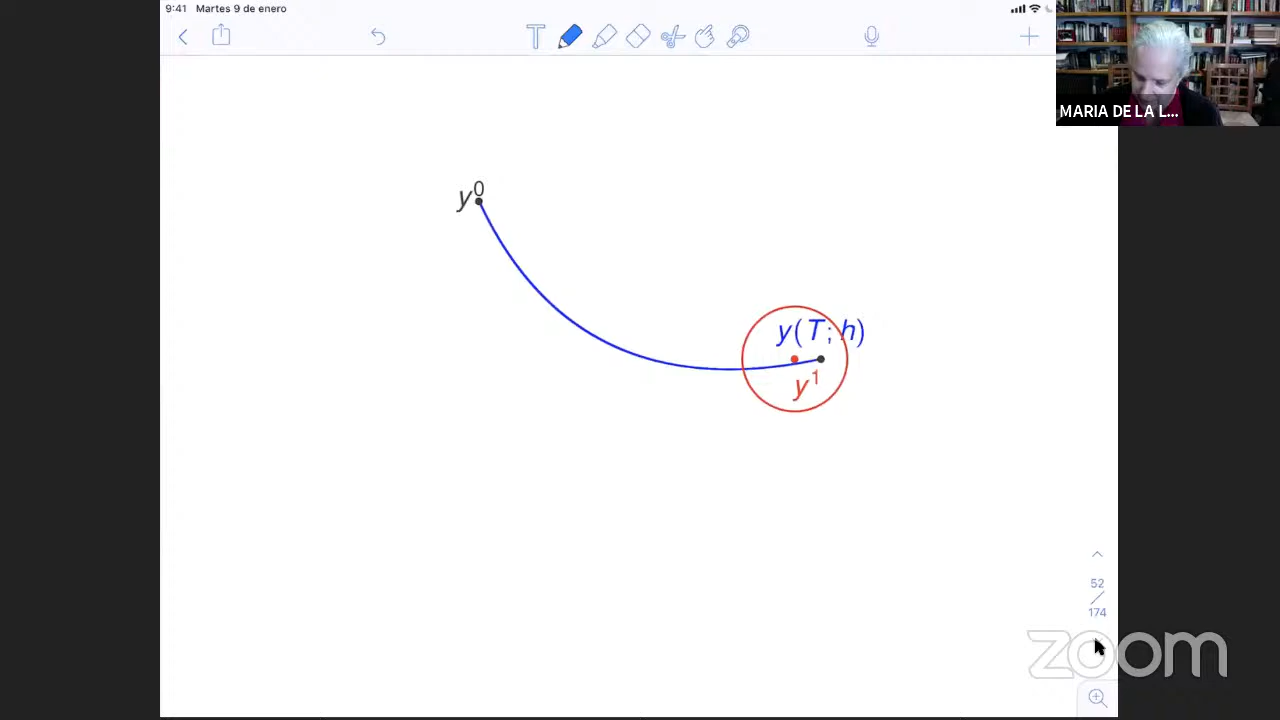 9:41 Martes 9 de enero
MARIA DE LA L...
y⁰
y(T; h)
y¹
52
174
zoom